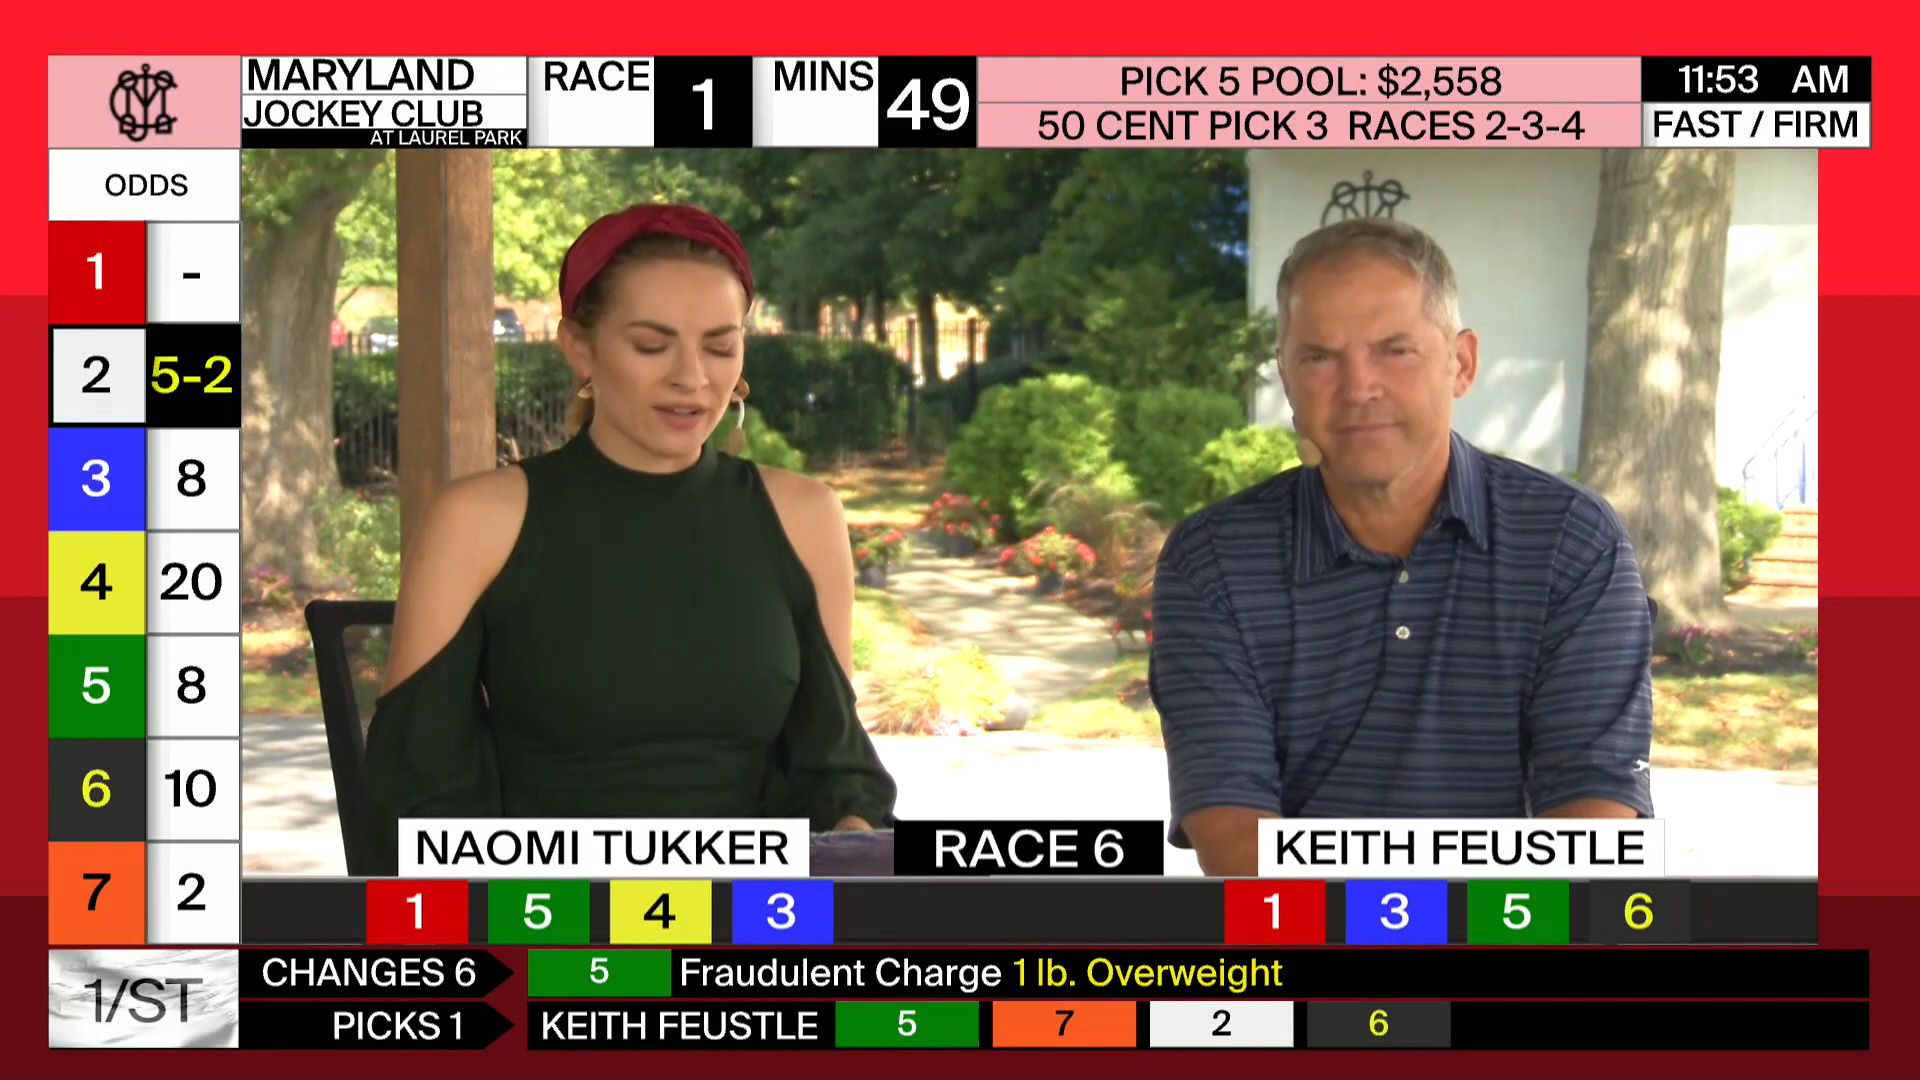 MARYLAND
JOCKEY CLUB
AT LAUREL PARK
RACE 1
MINS 49
PICK 5 POOL: $2,558
50 CENT PICK 3 RACES 2-3-4
11:53 AM
FAST / FIRM
ODDS
1 -
2 5-2
3 8
4 20
5 8
6 10
7 2
NAOMI TUKKER
RACE 6
KEITH FEUSTLE
1 5 4 3
1 3 5 6
1/ST
CHANGES 6 5 Fraudulent Charge 1 lb. Overweight
PICKS 1 KEITH FEUSTLE 5 7 2 6